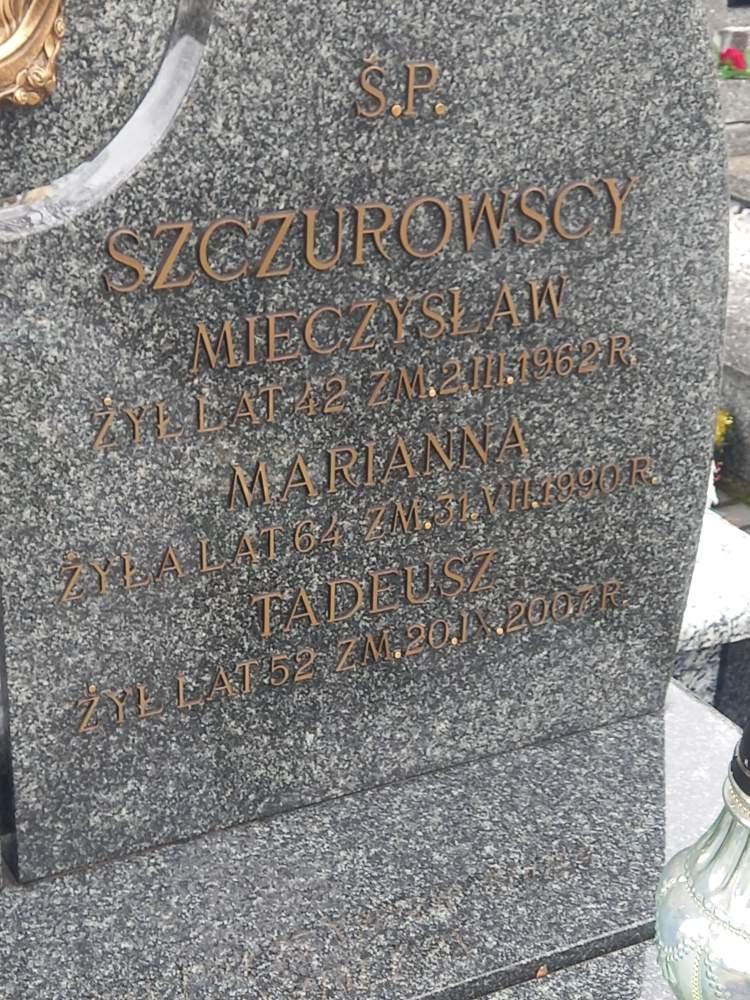 Ś.P.
SZCZUROWSCY
MIECZYSŁAW
ŻYŁ LAT 42 ZM.2.III.1962 R.
MARIANNA
ŻYŁA LAT 64 ZM.31.VII.1990 R.
TADEUSZ
ŻYŁ LAT 52 ZM.20.IX.2007 R.